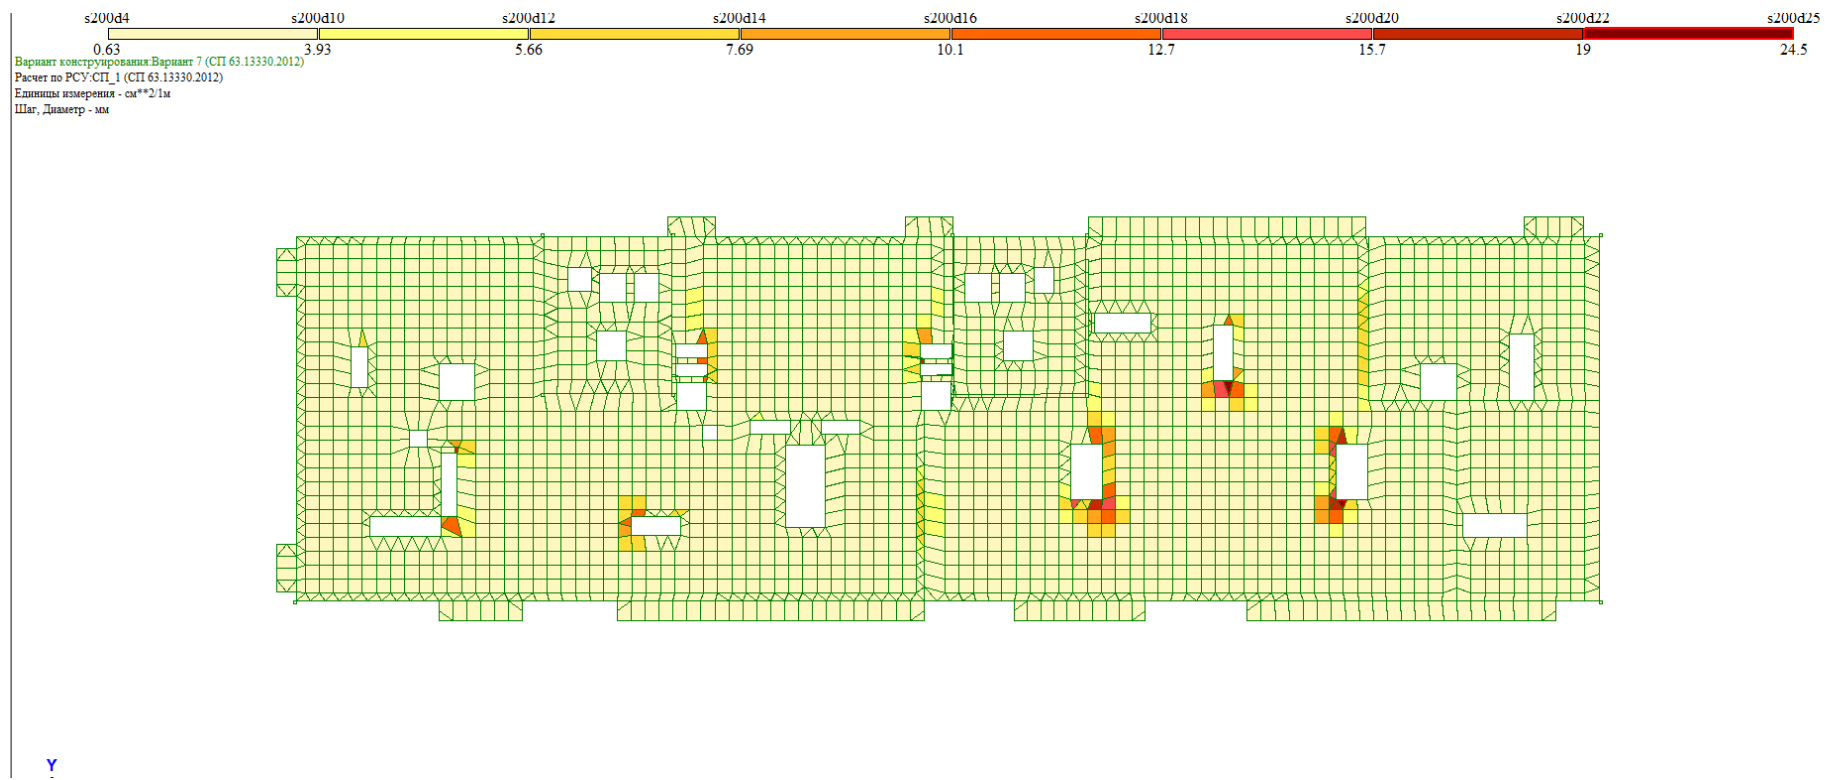 s200d4 s200d10 s200d12 s200d14 s200d16 s200d18 s200d20 s200d22 s200d25
0.63 3.93 5.66 7.69 10.1 12.7 15.7 19 24.5
Вариант конструирования:Вариант 7 (СП 63.13330.2012)
Расчет по РСУ:СП_1 (СП 63.13330.2012)
Единицы измерения - см**2/1м
Шаг, Диаметр - мм
Y